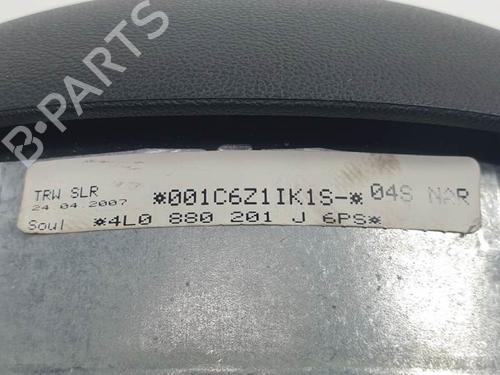 B-PARTS
TRW SLR *001C6Z1IK1S-* 04S NAR
24.04.2007
Soul *4L0 880 201 J 6PS*